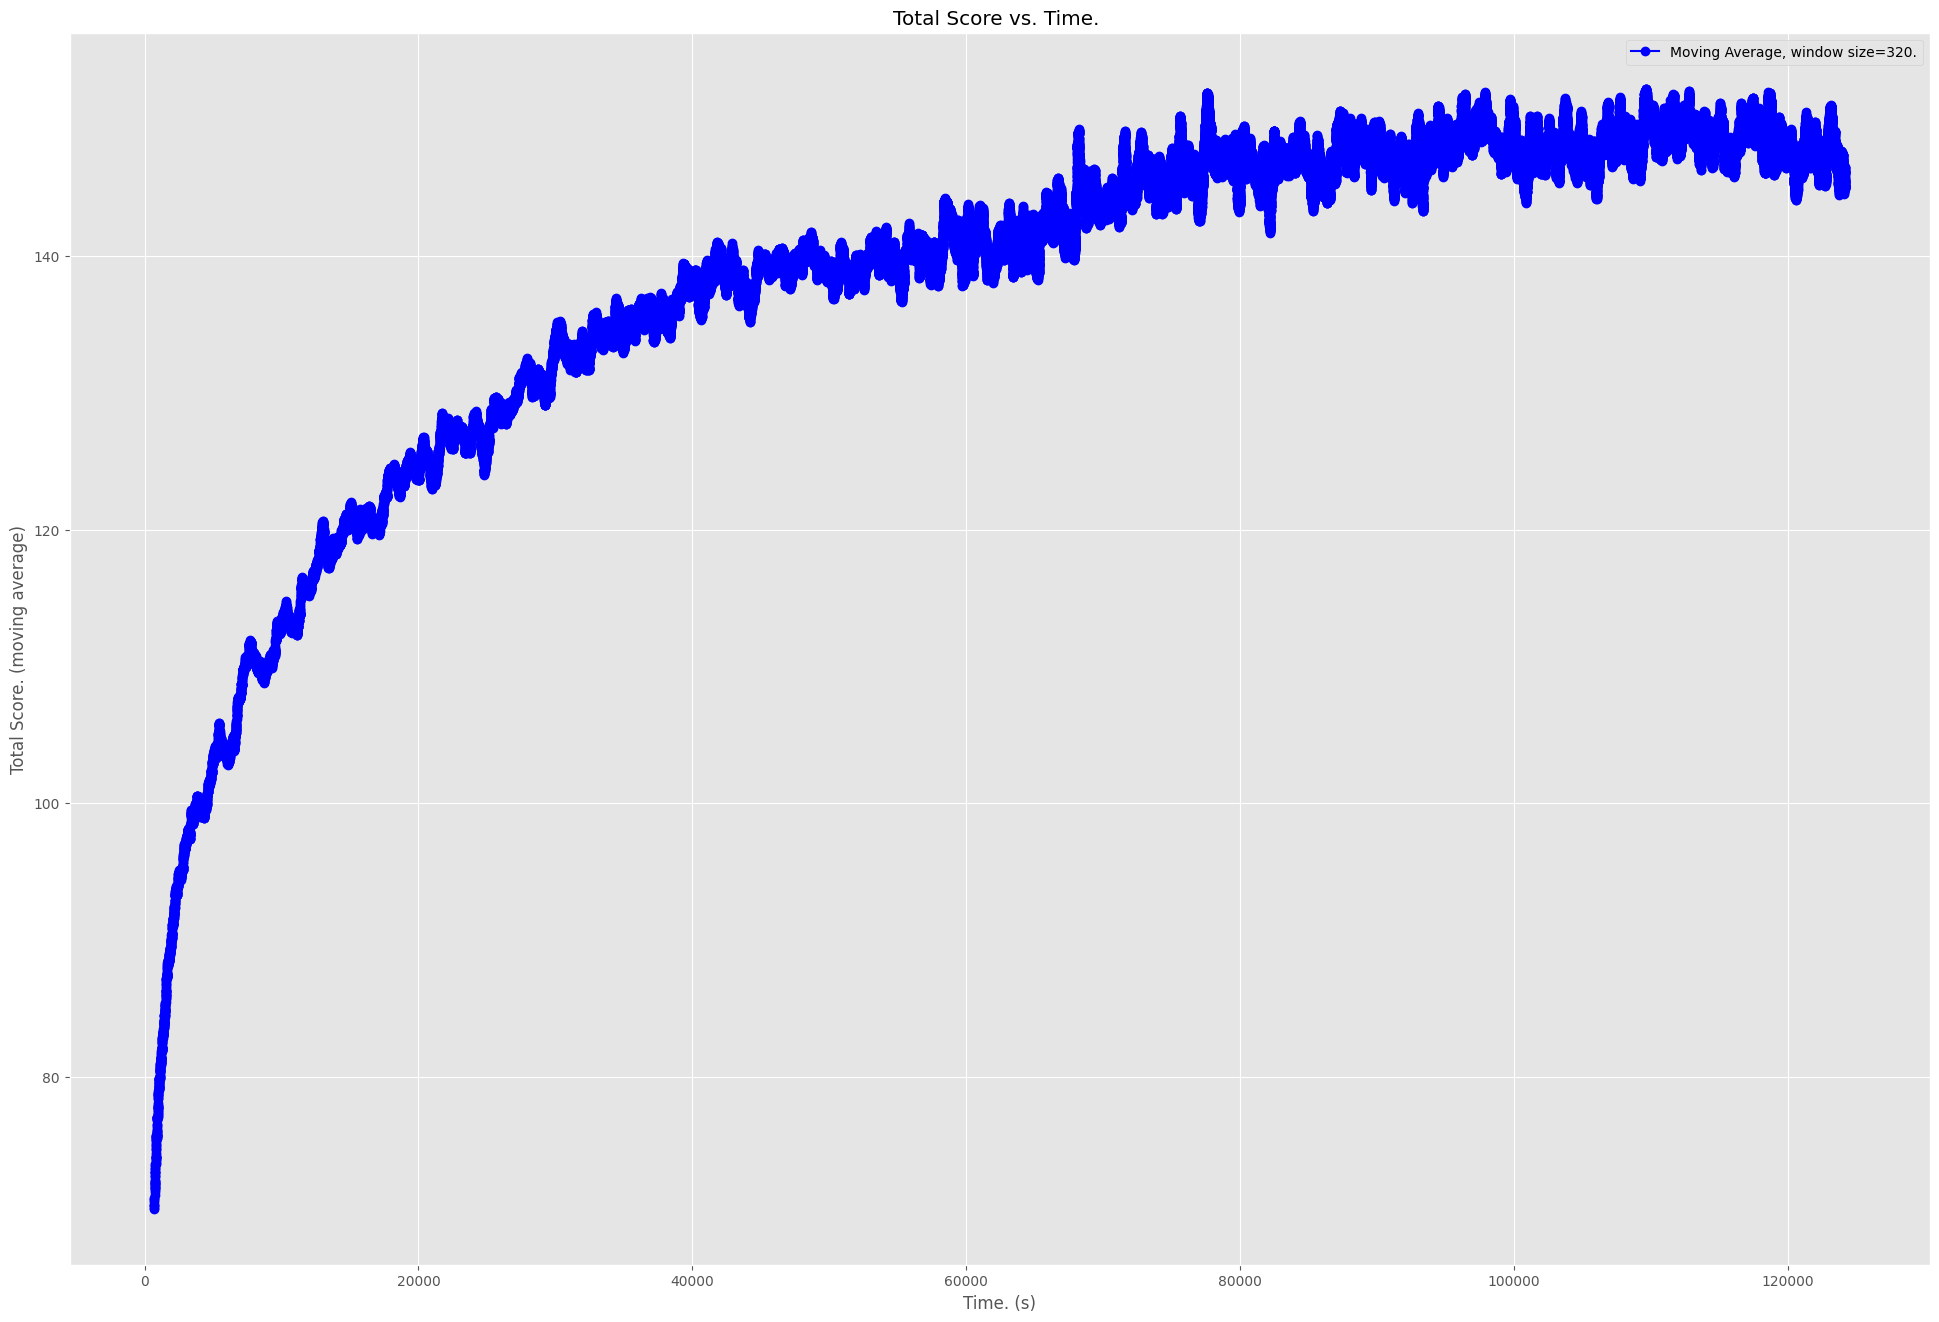 Total Score vs. Time.
Moving Average, window size=320.
Total Score. (moving average)
140
120
100
80
0
20000
40000
60000
80000
100000
120000
Time. (s)